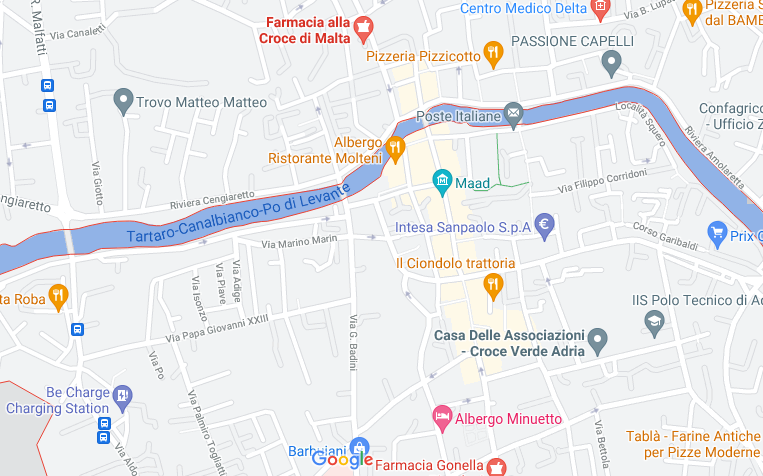 Centro Medico Delta
Farmacia alla
Croce di Malta
Pizzeria S
dal BAME
Via B. Lupa
R. Malfatti
Via Canaletti
Pizzeria Pizzicotto
PASSIONE CAPELLI
Trovo Matteo Matteo
Poste Italiane
Località Squero
Confagrico
- Ufficio Z
Albergo
Ristorante Molteni
Riviera Amolaretta
Via Giotto
Maad
Via Filippo Corridoni
Cengiaretto
Riviera Cengiaretto
Tartaro-Canalbianco-Po di Levante
Intesa Sanpaolo S.p.A
Corso Garibaldi
Prix Q
Via Marino Marin
Il Ciondolo trattoria
ta Roba
Via Isonzo
Via Piave
Via Adige
IIS Polo Tecnico di Ad
Via Papa Giovanni XXIII
Via G. Badini
Casa Delle Associazioni
- Croce Verde Adria
Via Po
Be Charge
Charging Station
Via Palmiro Togliatti
Albergo Minuetto
Via Bettola
Via Aldo
Tablà - Farine Antiche
per Pizze Moderne
Barbujani
Google
Farmacia Gonella